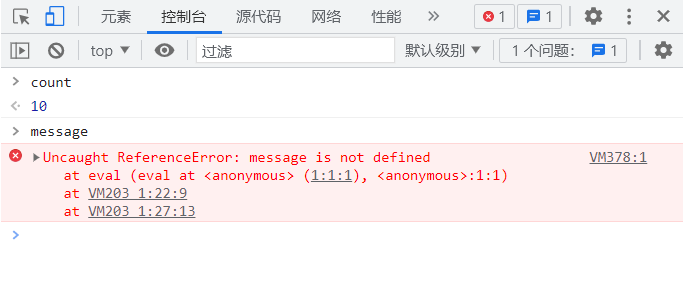 元素 控制台 源代码 网络 性能 » 1 1
top 过滤 默认级别 1 个问题: 1
> count
10
> message
Uncaught ReferenceError: message is not defined VM378:1
at eval (eval at <anonymous> (1:1:1), <anonymous>:1:1)
at VM203 1:22:9
at VM203 1:27:13
>